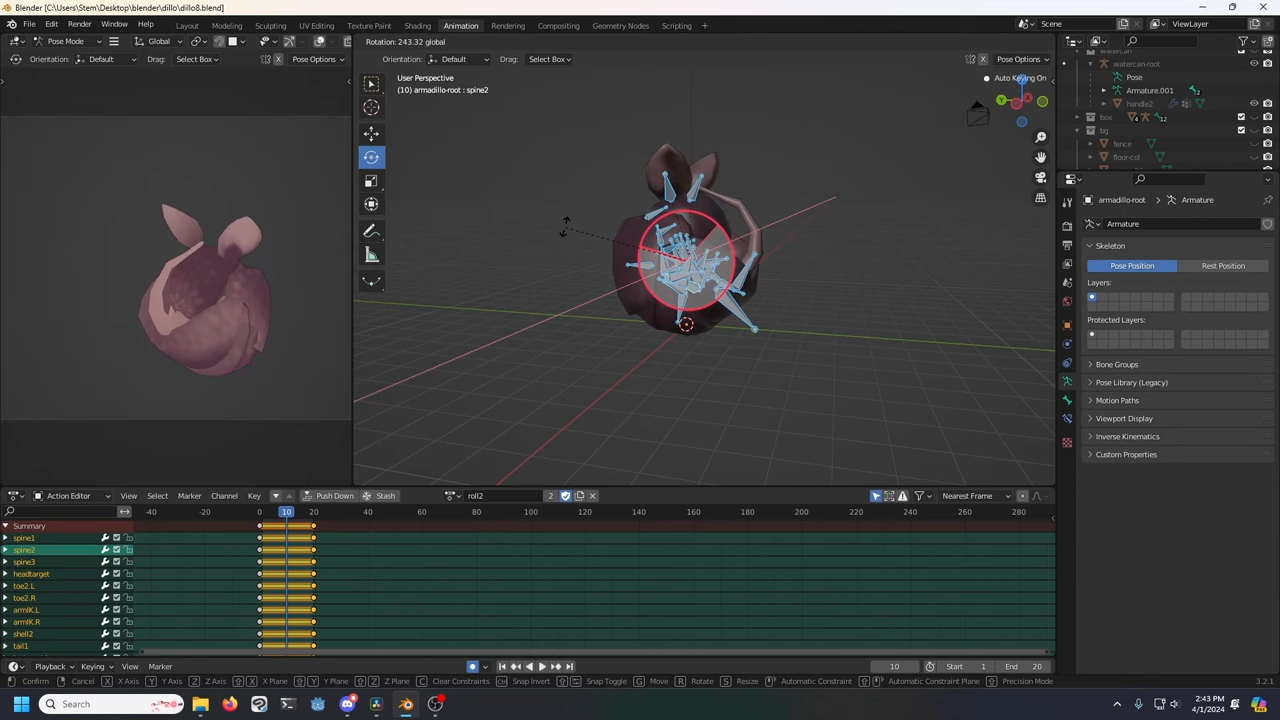 Blender [C:\Users\Stem\Desktop\blender\dillo\dillo8.blend]
File Edit Render Window Help Layout Modeling Sculpting UV Editing Texture Paint Shading Animation Rendering Compositing Geometry Nodes Scripting + Scene ViewLayer
Pose Mode Global Rotation: 243.32 global
Orientation: Default Drag: Select Box X Pose Options Orientation: Default Drag: Select Box X Pose Options
User Perspective
(10) armadillo-root : spine2
Auto Keying On
watercan-root
Pose
Armature.001 2
handle2
box 4 12
bg
fence
floor-col
armadillo-root > Armature
Armature
Skeleton
Pose Position Rest Position
Layers:
Protected Layers:
Bone Groups
Pose Library (Legacy)
Motion Paths
Viewport Display
Inverse Kinematics
Custom Properties
Action Editor View Select Marker Channel Key Push Down Stash roll2 2 Nearest Frame
-40 0 10 20 40 60 80 100 120 140 160 180 200 220 240 260 280
Summary
spine1
spine2
spine3
headtarget
toe2.L
toe2.R
armIK.L
armIK.R
shell2
tail1
Playback Keying View Marker 10 Start 1 End 20
Confirm Cancel X X Axis Y Y Axis Z Z Axis X X Plane Y Y Plane Z Z Plane C Clear Constraints Snap Invert Snap Toggle G Move R Rotate S Resize Automatic Constraint Automatic Constraint Plane Precision Mode 3.2.1
Search 2:43 PM
4/1/2024